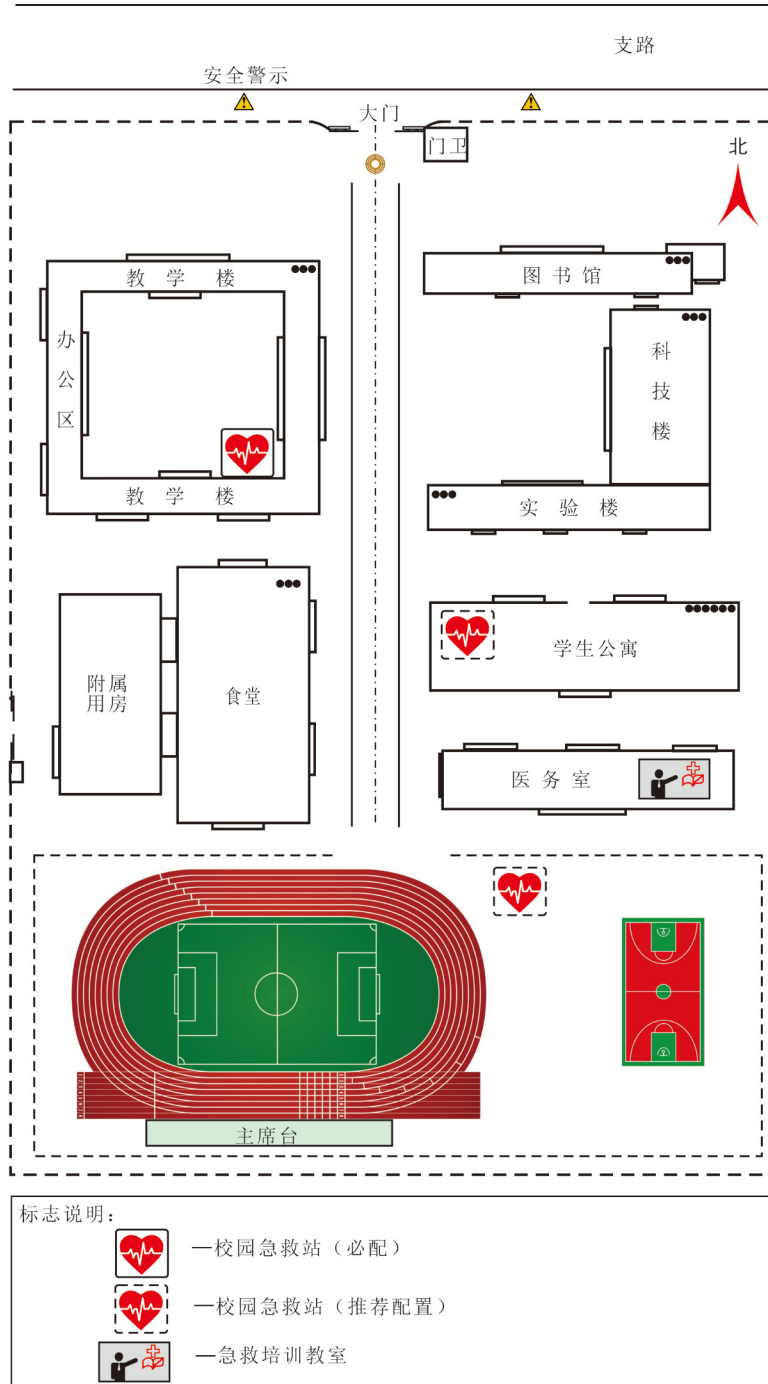 支路
安全警示
大门
门卫
北
教学楼
图书馆
办公区
科技楼
教学楼
实验楼
学生公寓
附属
用房
食堂
医务室
主席台
标志说明：
—校园急救站（必配）
—校园急救站（推荐配置）
—急救培训教室